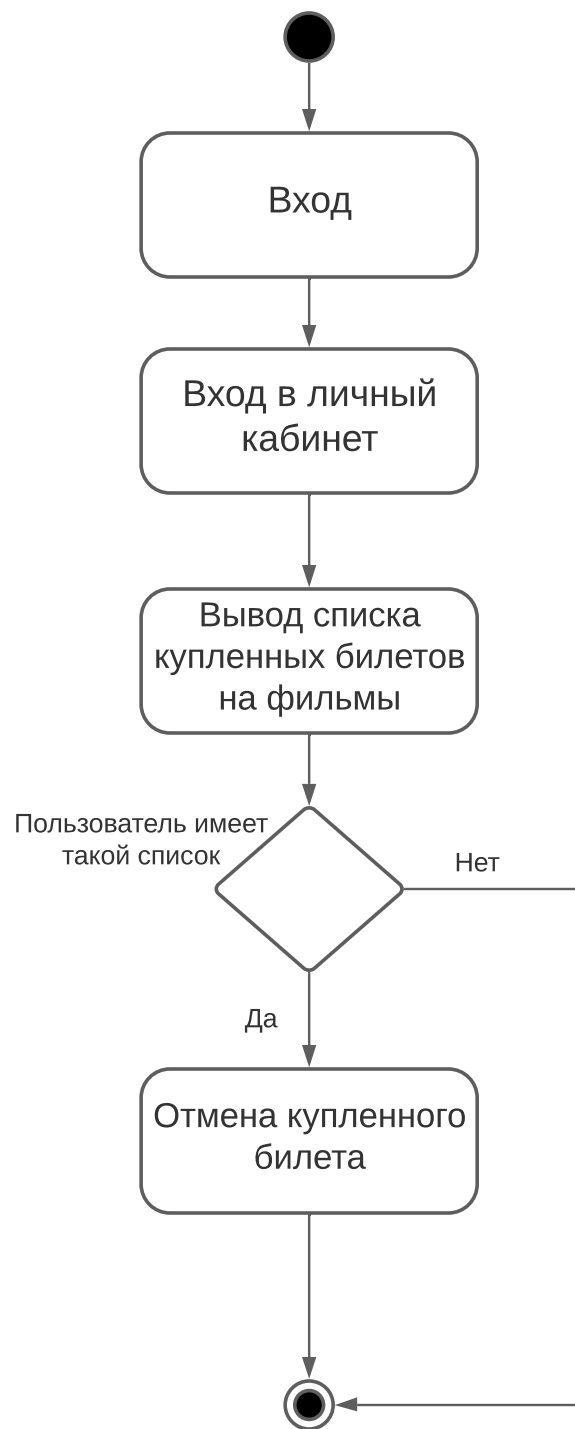 Вход
Вход в личный
кабинет
Вывод списка
купленных билетов
на фильмы
Пользователь имеет
такой список
Нет
Да
Отмена купленного
билета